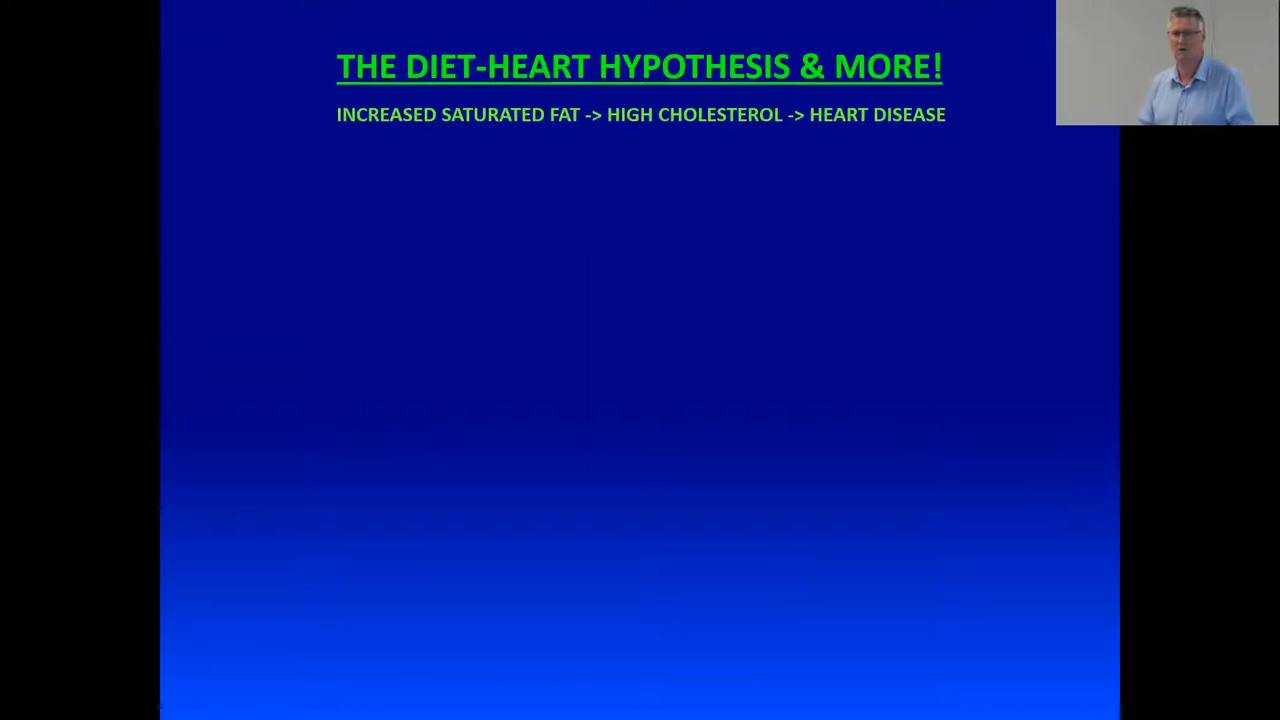 THE DIET-HEART HYPOTHESIS & MORE!
INCREASED SATURATED FAT -> HIGH CHOLESTEROL -> HEART DISEASE